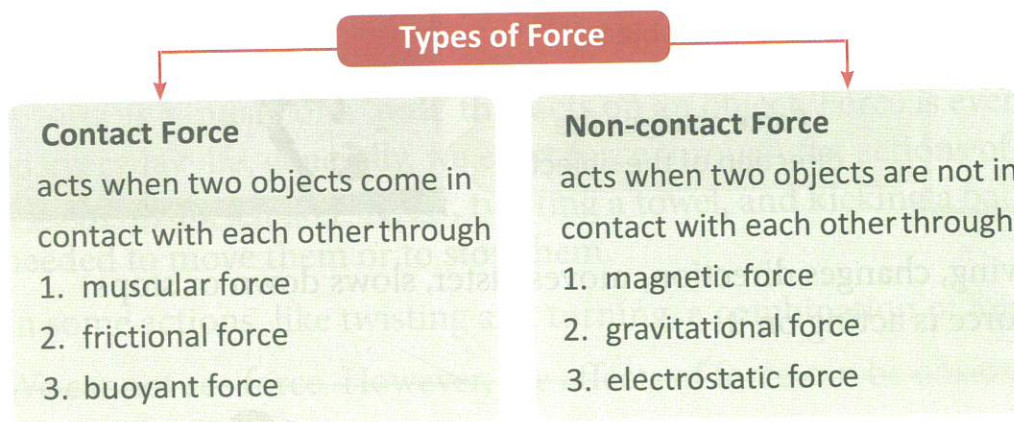 Types of Force
Contact Force
acts when two objects come in
contact with each other through
1. muscular force
2. frictional force
3. buoyant force
Non-contact Force
acts when two objects are not in
contact with each other through
1. magnetic force
2. gravitational force
3. electrostatic force